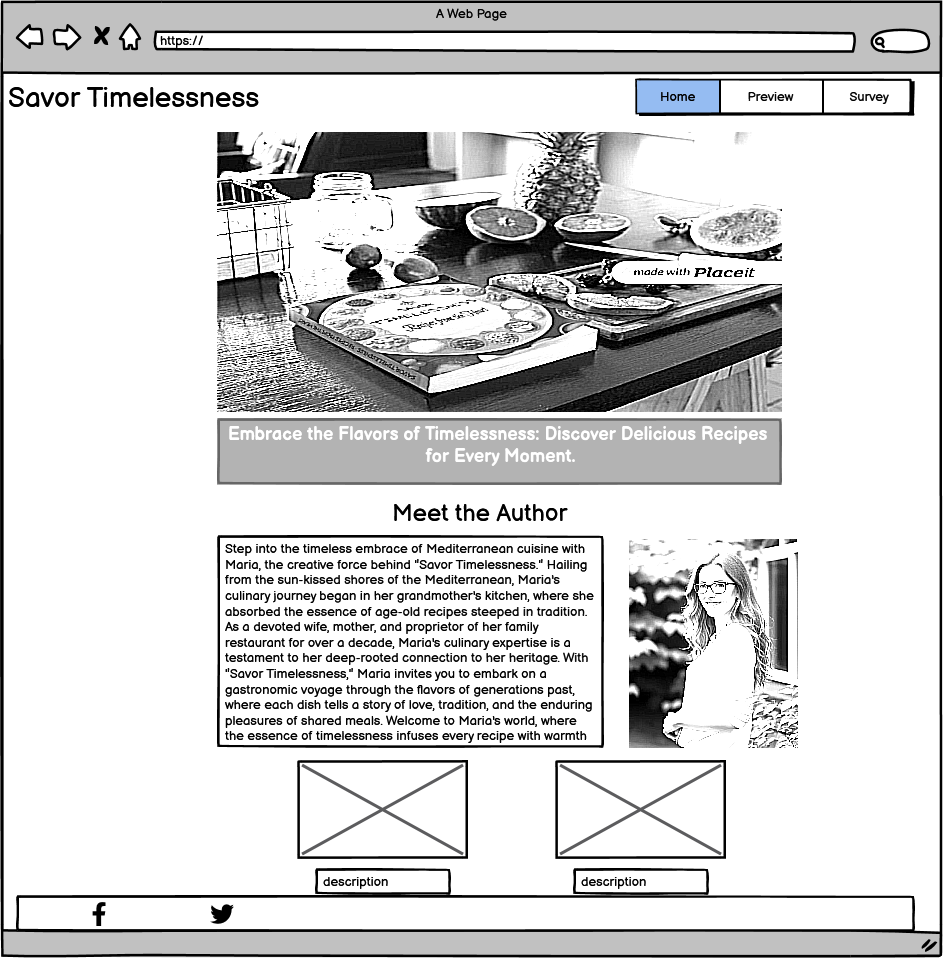 A Web Page
https://
Savor Timelessness
Home
Preview
Survey
made with Placeit
Embrace the Flavors of Timelessness: Discover Delicious Recipes
for Every Moment.
Meet the Author
Step into the timeless embrace of Mediterranean cuisine with
Maria, the creative force behind "Savor Timelessness." Hailing
from the sun-kissed shores of the Mediterranean, Maria's
culinary journey began in her grandmother's kitchen, where she
absorbed the essence of age-old recipes steeped in tradition.
As a devoted wife, mother, and proprietor of her family
restaurant for over a decade, Maria's culinary expertise is a
testament to her deep-rooted connection to her heritage. With
"Savor Timelessness," Maria invites you to embark on a
gastronomic voyage through the flavors of generations past,
where each dish tells a story of love, tradition, and the enduring
pleasures of shared meals. Welcome to Maria's world, where
the essence of timelessness infuses every recipe with warmth
description
description